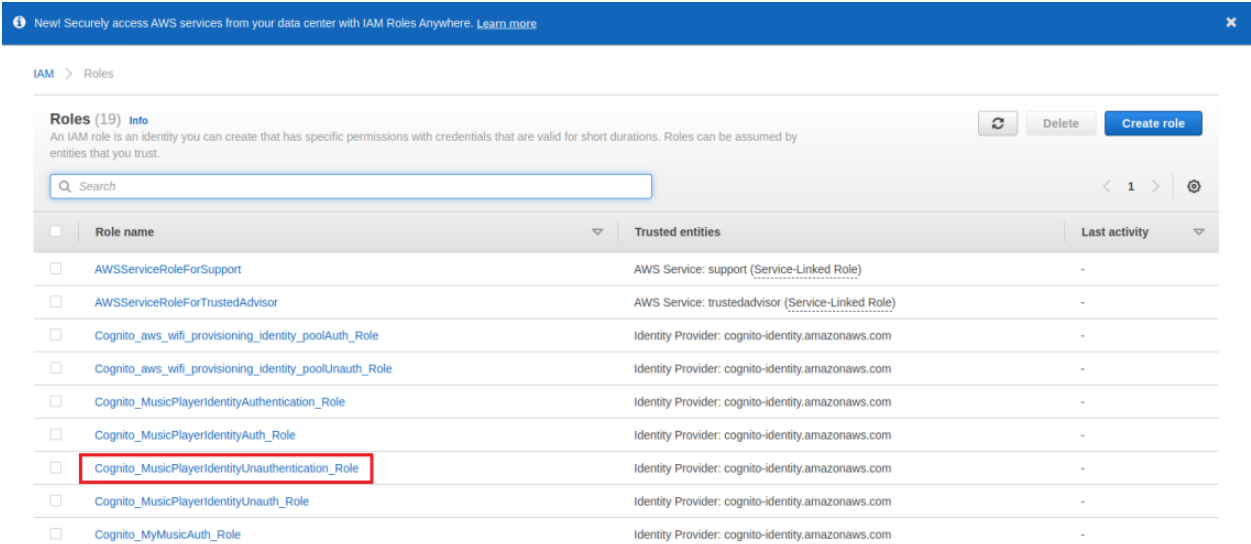 New! Securely access AWS services from your data center with IAM Roles Anywhere. Learn more
IAM > Roles
Roles (19) Info
An IAM role is an identity you can create that has specific permissions with credentials that are valid for short durations. Roles can be assumed by
entities that you trust.
Delete
Create role
Search
1
Role name Trusted entities Last activity
AWSServiceRoleForSupport AWS Service: support (Service-Linked Role) -
AWSServiceRoleForTrustedAdvisor AWS Service: trustedadvisor (Service-Linked Role) -
Cognito_aws_wifi_provisioning_identity_poolAuth_Role Identity Provider: cognito-identity.amazonaws.com -
Cognito_aws_wifi_provisioning_identity_poolUnauth_Role Identity Provider: cognito-identity.amazonaws.com -
Cognito_MusicPlayerIdentityAuthentication_Role Identity Provider: cognito-identity.amazonaws.com -
Cognito_MusicPlayerIdentityAuth_Role Identity Provider: cognito-identity.amazonaws.com -
Cognito_MusicPlayerIdentityUnauthentication_Role Identity Provider: cognito-identity.amazonaws.com -
Cognito_MusicPlayerIdentityUnauth_Role Identity Provider: cognito-identity.amazonaws.com -
Cognito_MyMusicAuth_Role Identity Provider: cognito-identity.amazonaws.com -